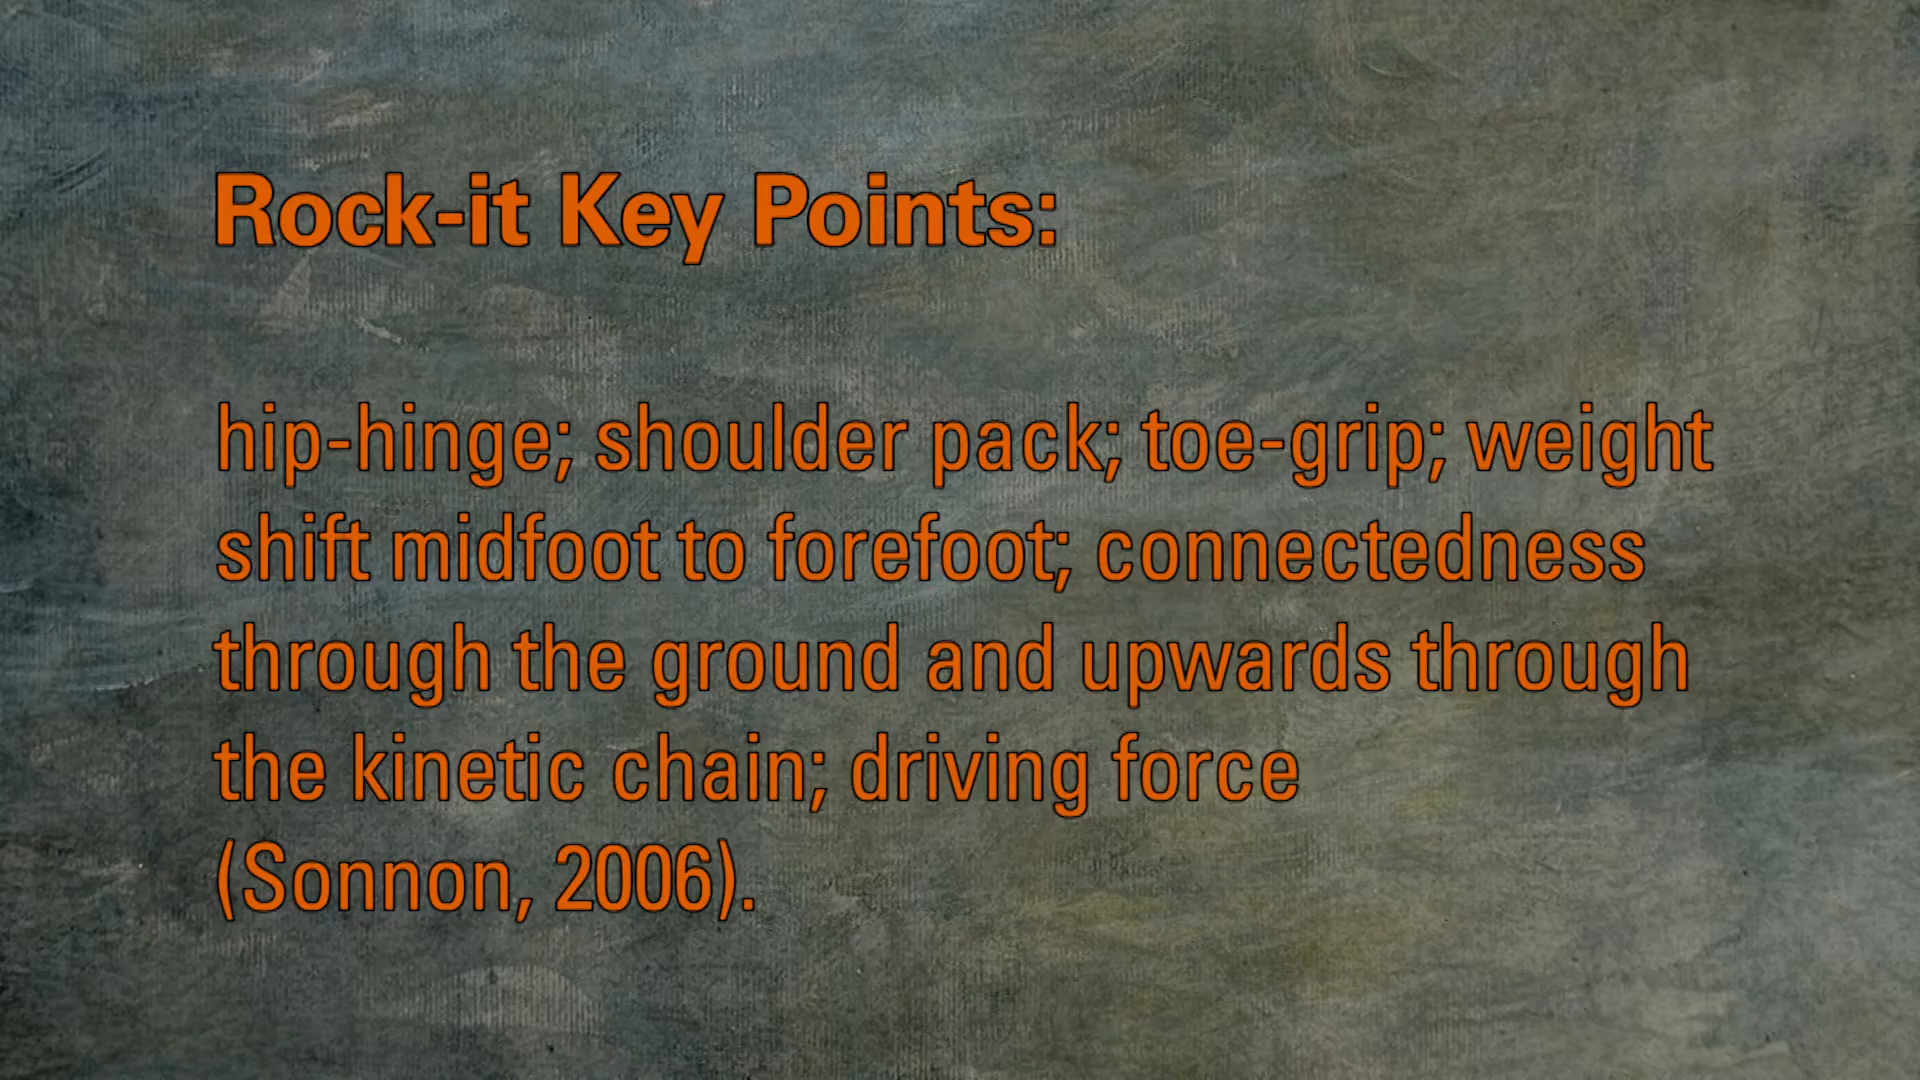 Rock-it Key Points:
hip-hinge; shoulder pack; toe-grip; weight
shift midfoot to forefoot; connectedness
through the ground and upwards through
the kinetic chain; driving force
(Sonnon, 2006).